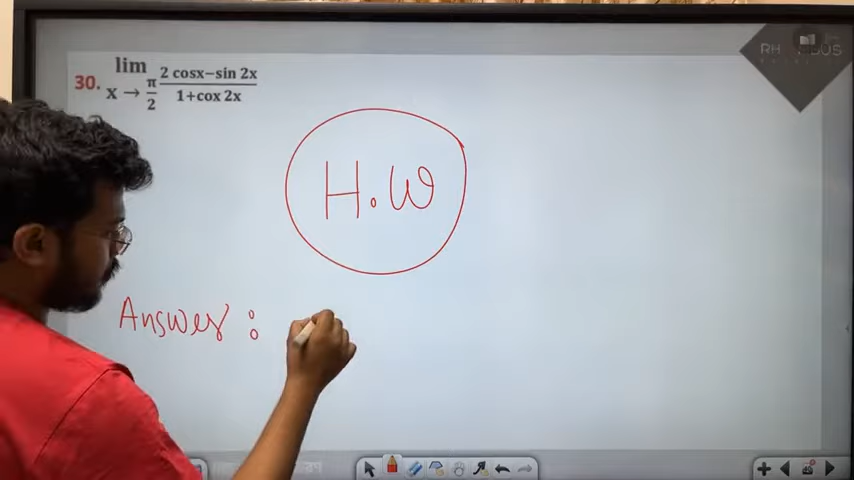 30. lim x → π/2 2 cosx−sin 2x / 1+cox 2x
H.W
Answer :